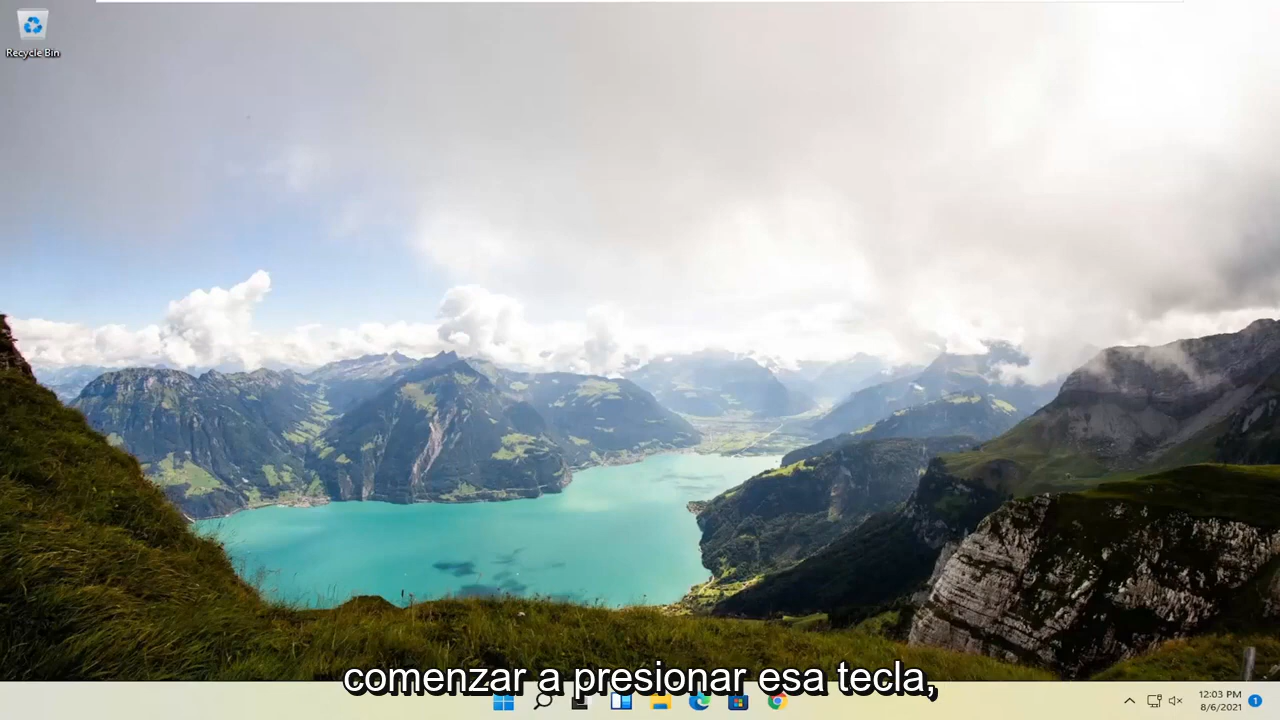 Recycle Bin
comenzar a presionar esa tecla,
12:03 PM
8/6/2021
1